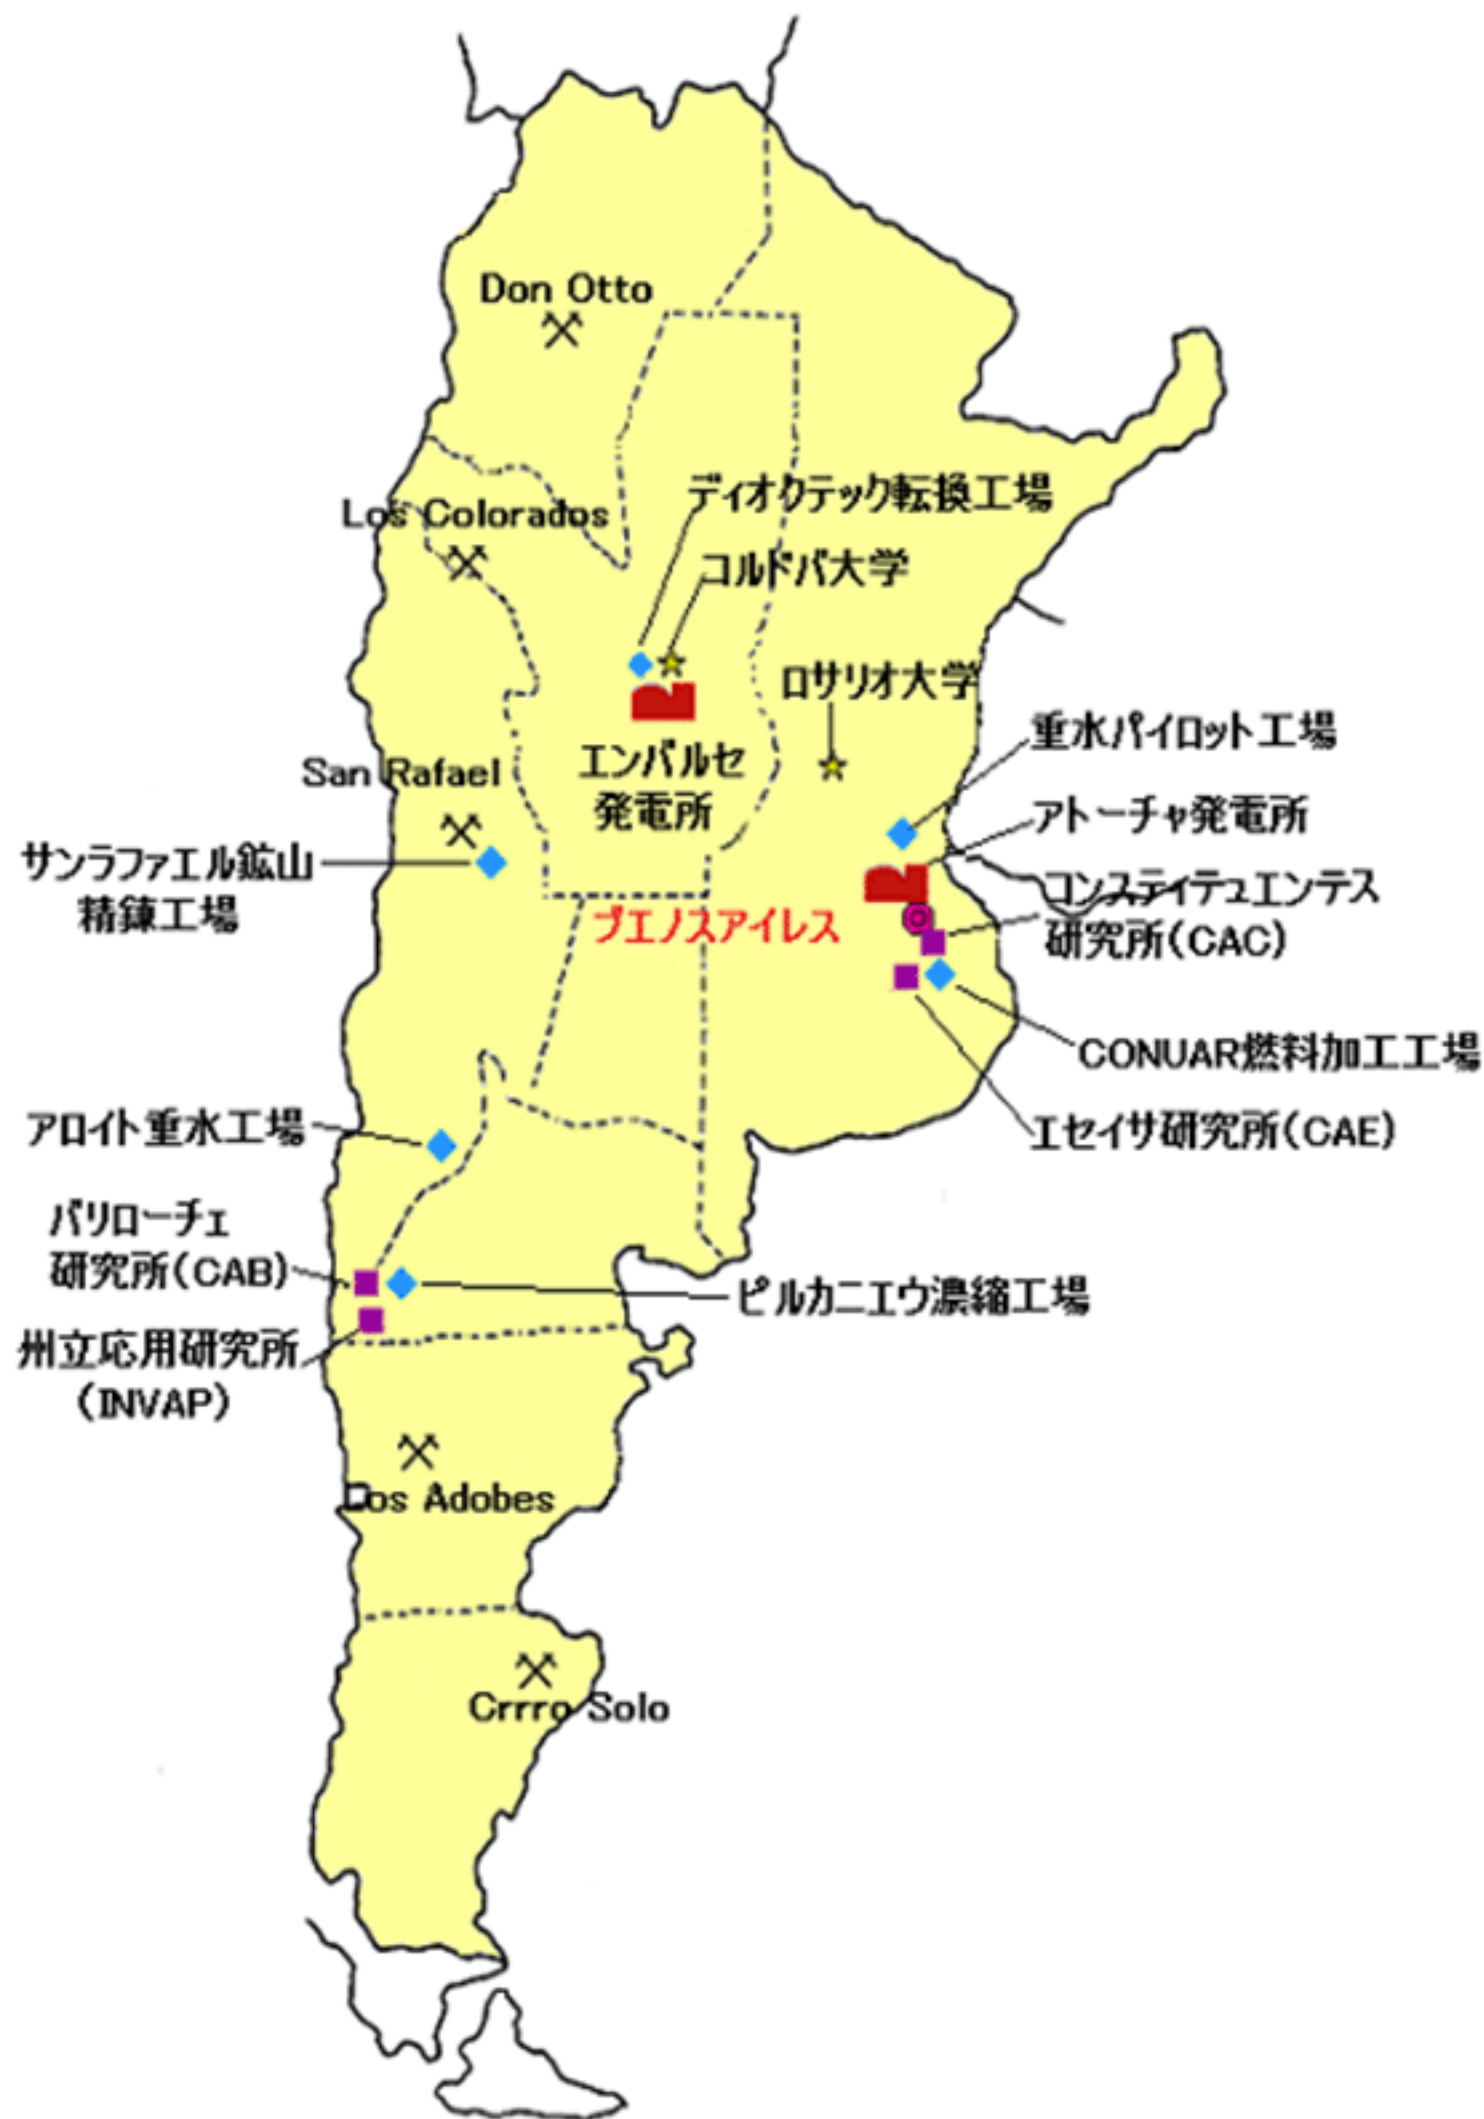 Don Otto
Los Colorados
ディオクテック転換工場
コルドバ大学
ロサリオ大学
重水パイロット工場
San Rafael
エンバルセ
発電所
アトーチャ発電所
サンラファエル鉱山
精錬工場
ブエノスアイレス
コンスティテュエンテス
研究所(CAC)
CONUAR燃料加工工場
アロイト重水工場
エセイサ研究所(CAE)
バリローチェ
研究所(CAB)
ピルカニエウ濃縮工場
州立応用研究所
(INVAP)
Dos Adobes
Crrro Solo